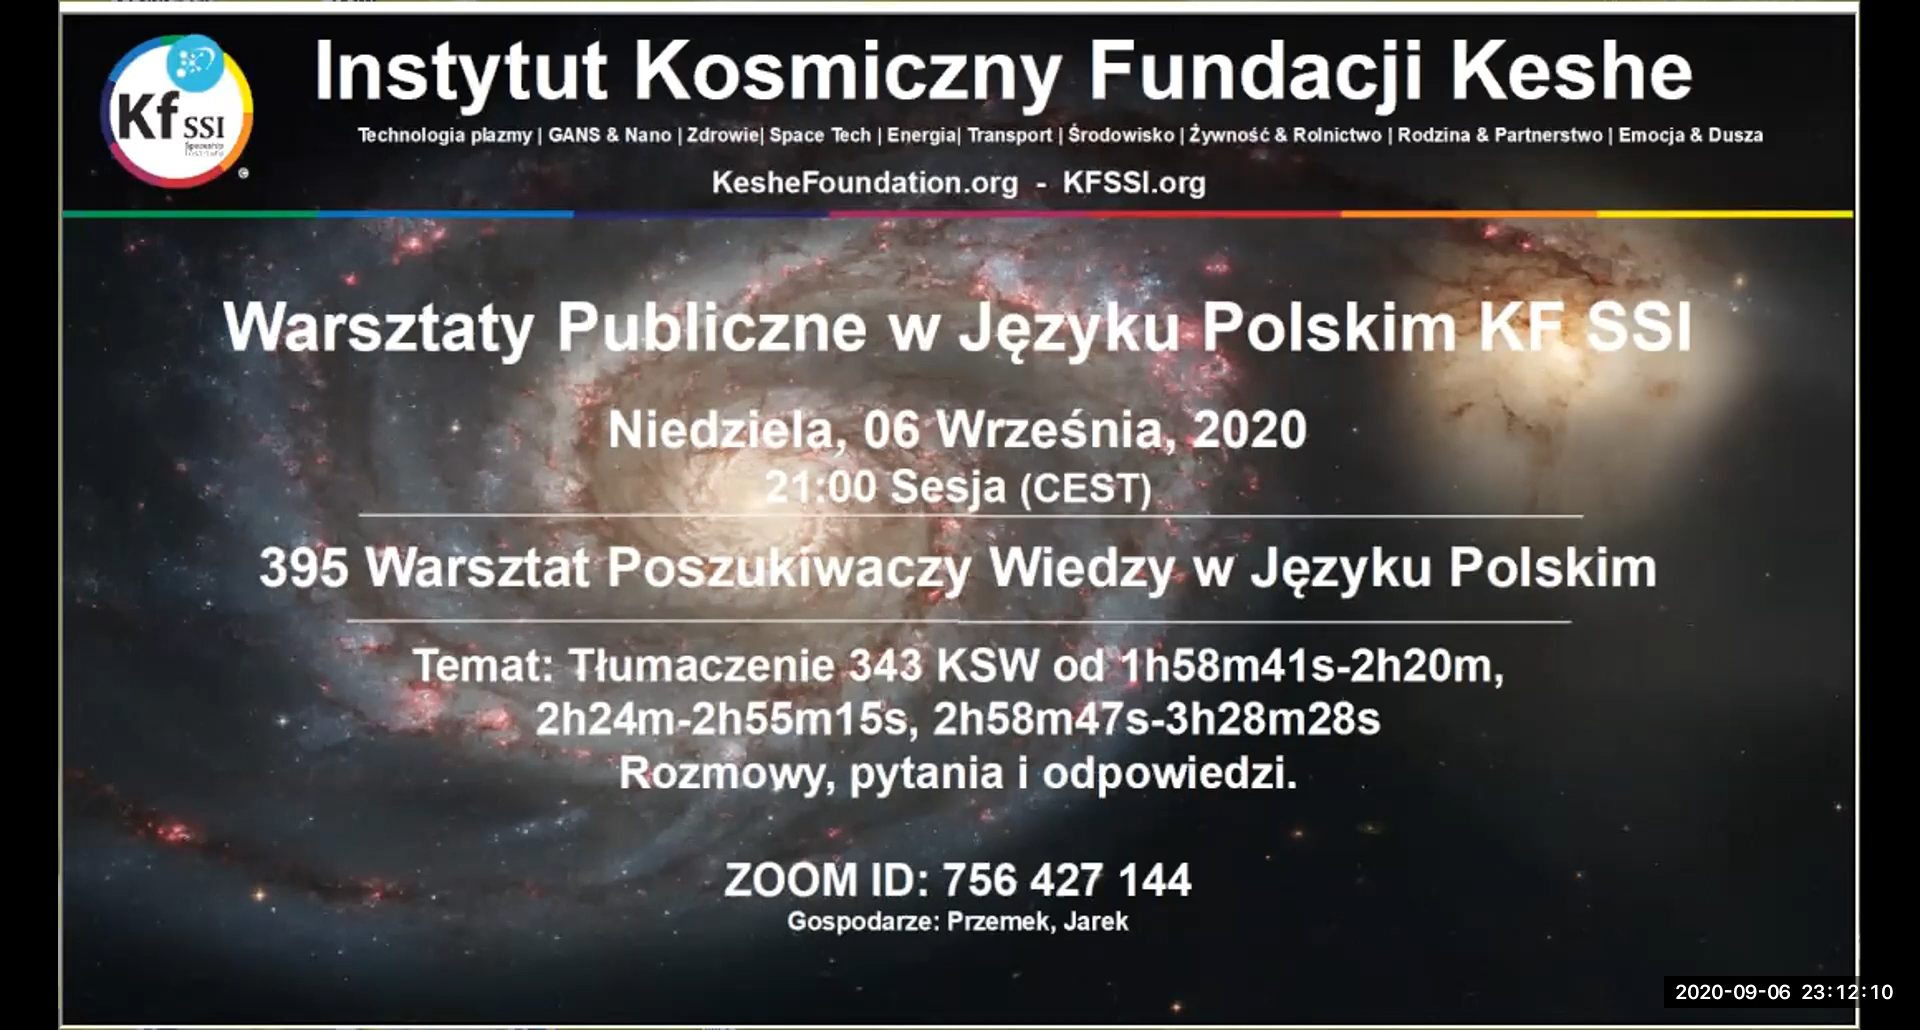 Kf SSI
Instytut Kosmiczny Fundacji Keshe
Technologia plazmy | GANS & Nano | Zdrowie| Space Tech | Energia| Transport | Środowisko | Żywność & Rolnictwo | Rodzina & Partnerstwo | Emocja & Dusza
KesheFoundation.org - KFSSI.org
Warsztaty Publiczne w Języku Polskim KF SSI
Niedziela, 06 Września, 2020
21:00 Sesja (CEST)
395 Warsztat Poszukiwaczy Wiedzy w Języku Polskim
Temat: Tłumaczenie 343 KSW od 1h58m41s-2h20m,
2h24m-2h55m15s, 2h58m47s-3h28m28s
Rozmowy, pytania i odpowiedzi.
ZOOM ID: 756 427 144
Gospodarze: Przemek, Jarek
2020-09-06 23:12:10